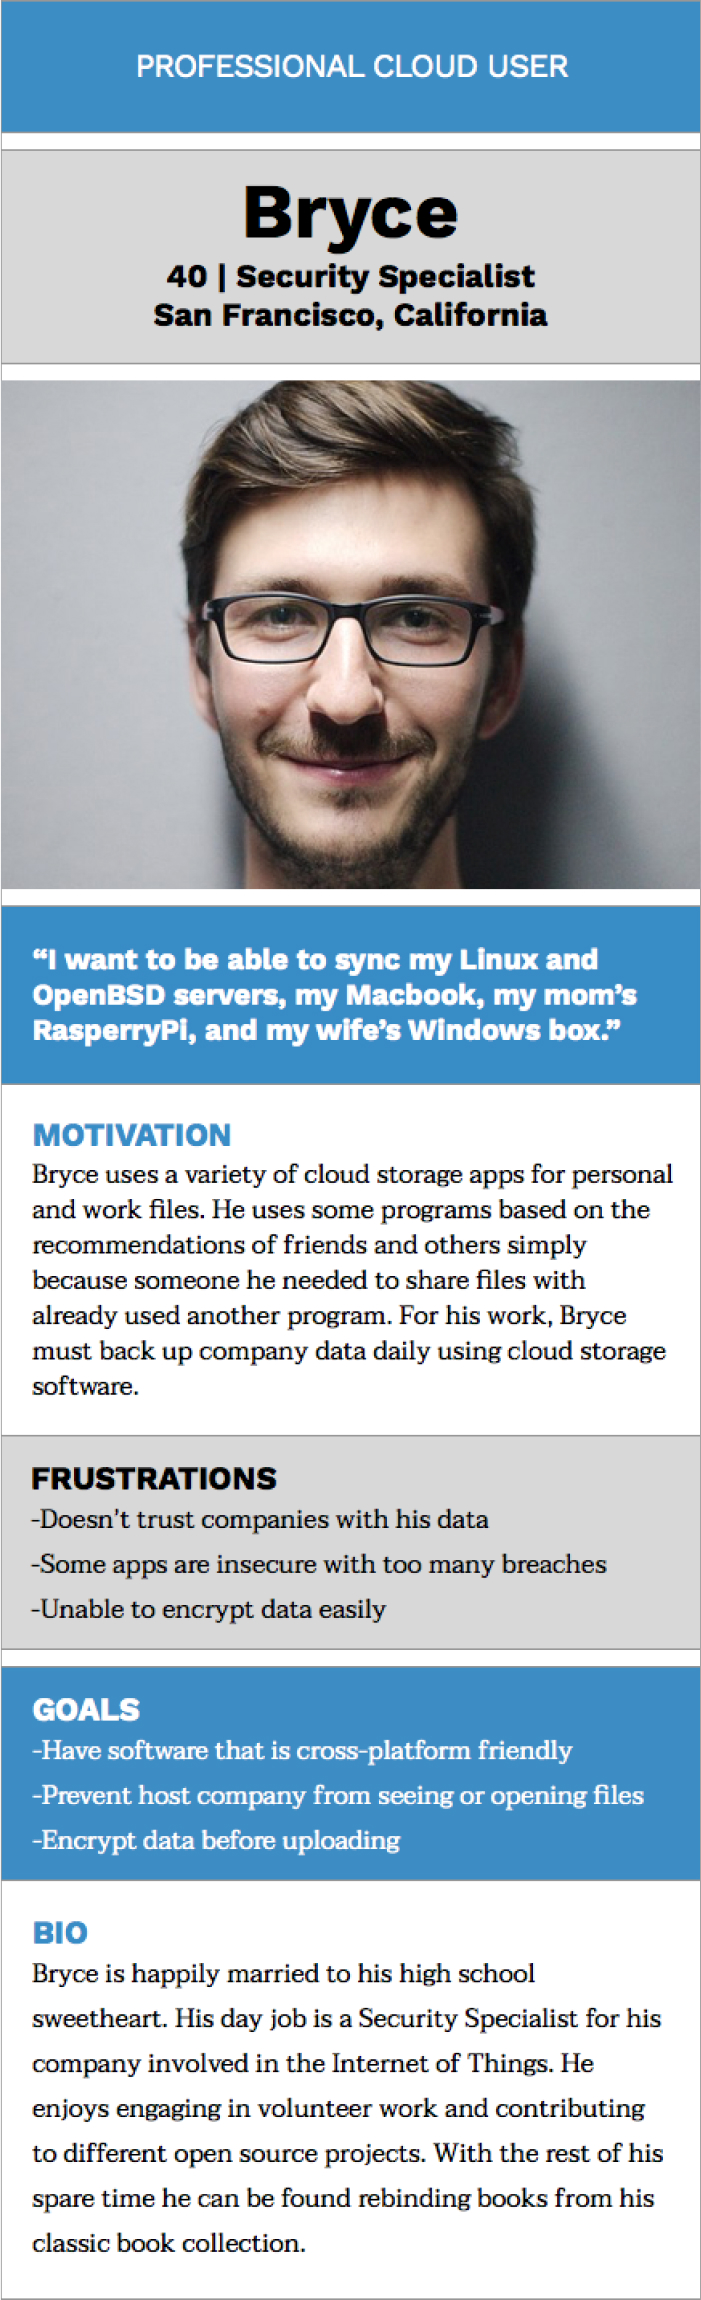 PROFESSIONAL CLOUD USER
Bryce
40 | Security Specialist
San Francisco, California
“I want to be able to sync my Linux and
OpenBSD servers, my Macbook, my mom’s
RasperryPi, and my wife’s Windows box.”
MOTIVATION
Bryce uses a variety of cloud storage apps for personal
and work files. He uses some programs based on the
recommendations of friends and others simply
because someone he needed to share files with
already used another program. For his work, Bryce
must back up company data daily using cloud storage
software.
FRUSTRATIONS
-Doesn’t trust companies with his data
-Some apps are insecure with too many breaches
-Unable to encrypt data easily
GOALS
-Have software that is cross-platform friendly
-Prevent host company from seeing or opening files
-Encrypt data before uploading
BIO
Bryce is happily married to his high school
sweetheart. His day job is a Security Specialist for his
company involved in the Internet of Things. He
enjoys engaging in volunteer work and contributing
to different open source projects. With the rest of his
spare time he can be found rebinding books from his
classic book collection.